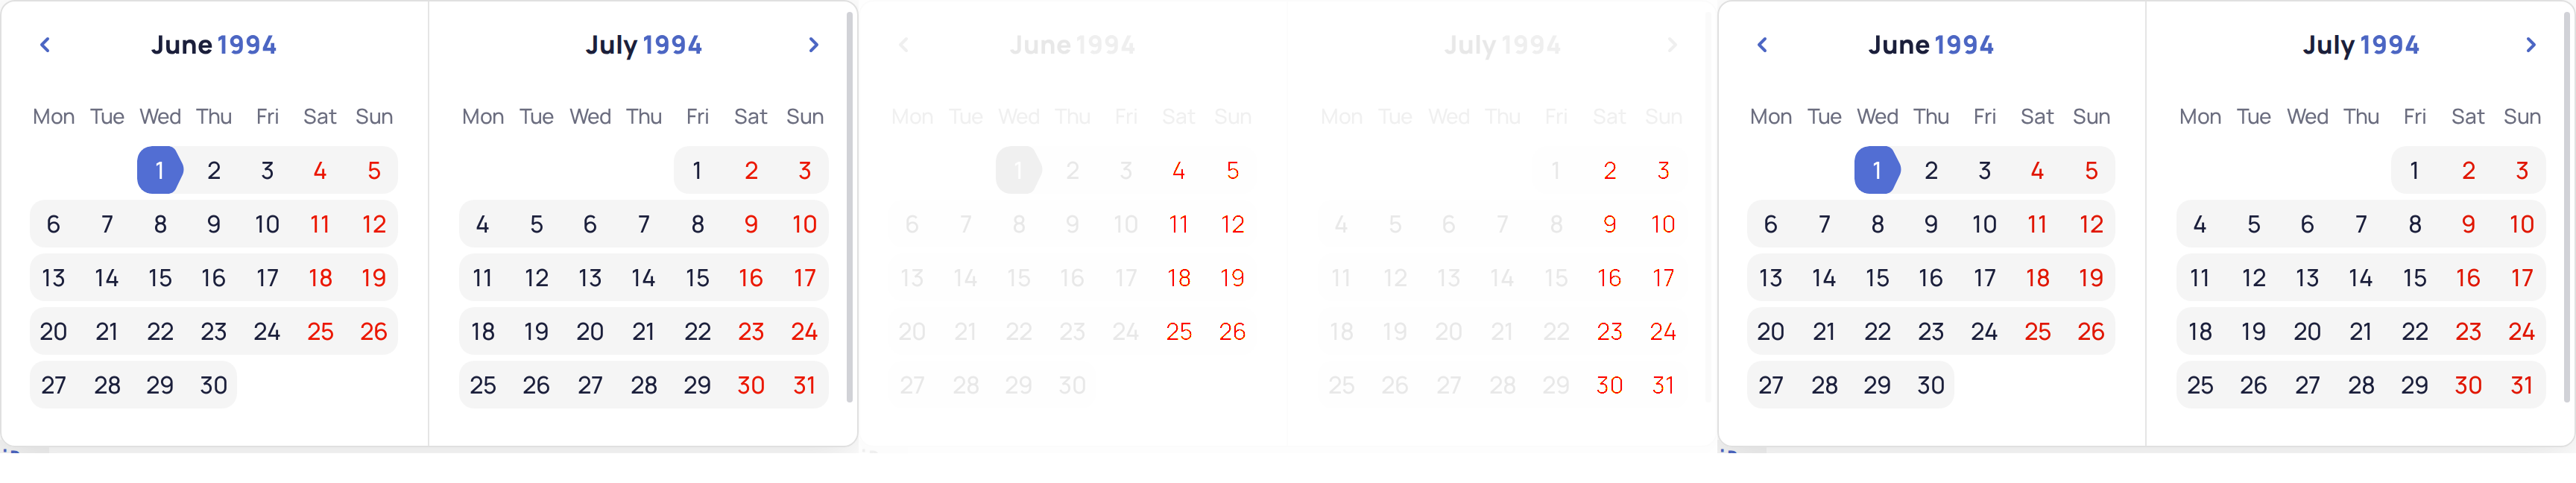 June 1994 July 1994 June 1994 July 1994 June 1994 July 1994
Mon Tue Wed Thu Fri Sat Sun Mon Tue Wed Thu Fri Sat Sun Mon Tue Wed Thu Fri Sat Sun Mon Tue Wed Thu Fri Sat Sun Mon Tue Wed Thu Fri Sat Sun Mon Tue Wed Thu Fri Sat Sun
1 2 3 4 5 1 2 3 1 2 3 4 5 1 2 3 1 2 3 4 5 1 2 3
6 7 8 9 10 11 12 4 5 6 7 8 9 10 6 7 8 9 10 11 12 4 5 6 7 8 9 10 6 7 8 9 10 11 12 4 5 6 7 8 9 10
13 14 15 16 17 18 19 11 12 13 14 15 16 17 13 14 15 16 17 18 19 11 12 13 14 15 16 17 13 14 15 16 17 18 19 11 12 13 14 15 16 17
20 21 22 23 24 25 26 18 19 20 21 22 23 24 20 21 22 23 24 25 26 18 19 20 21 22 23 24 20 21 22 23 24 25 26 18 19 20 21 22 23 24
27 28 29 30 25 26 27 28 29 30 31 27 28 29 30 25 26 27 28 29 30 31 27 28 29 30 25 26 27 28 29 30 31